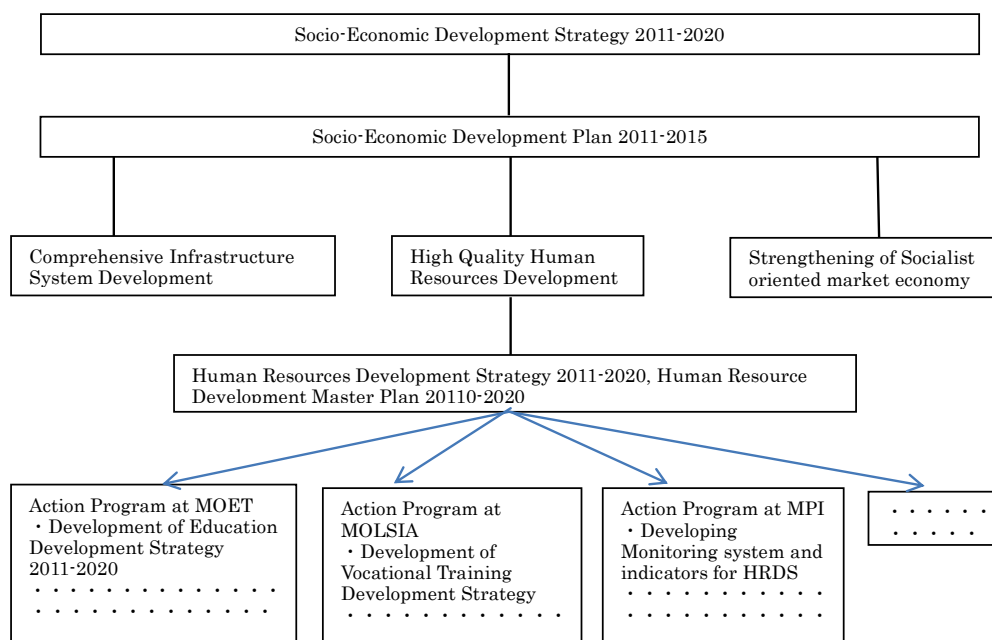 Socio-Economic Development Strategy 2011-2020
Socio-Economic Development Plan 2011-2015
Comprehensive Infrastructure
System Development
High Quality Human
Resources Development
Strengthening of Socialist
oriented market economy
Human Resources Development Strategy 2011-2020, Human Resource
Development Master Plan 20110-2020
Action Program at MOET
・Development of Education
Development Strategy
2011-2020
・・・・・・・・・・・・・
・・・・・・・・・・・・・
Action Program at
MOLSIA
・Development of
Vocational Training
Development Strategy
・・・・・・・・・・・・
Action Program at MPI
・Developing
Monitoring system and
indicators for HRDS
・・・・・・・・・・・
・・・・・・・・・・・
・・・・・・
・・・・・